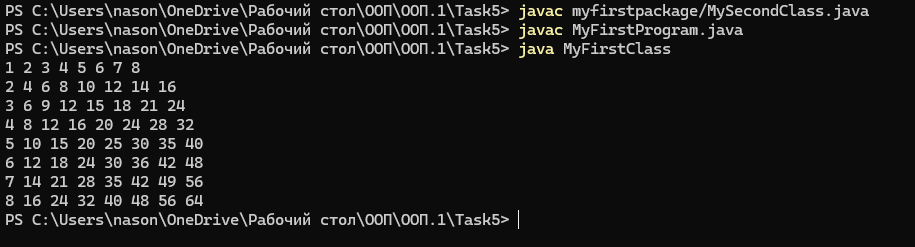 PS C:\Users\nason\OneDrive\Рабочий стол\ООП\ООП.1\Task5> javac myfirstpackage/MySecondClass.java
PS C:\Users\nason\OneDrive\Рабочий стол\ООП\ООП.1\Task5> javac MyFirstProgram.java
PS C:\Users\nason\OneDrive\Рабочий стол\ООП\ООП.1\Task5> java MyFirstClass
1 2 3 4 5 6 7 8
2 4 6 8 10 12 14 16
3 6 9 12 15 18 21 24
4 8 12 16 20 24 28 32
5 10 15 20 25 30 35 40
6 12 18 24 30 36 42 48
7 14 21 28 35 42 49 56
8 16 24 32 40 48 56 64
PS C:\Users\nason\OneDrive\Рабочий стол\ООП\ООП.1\Task5>